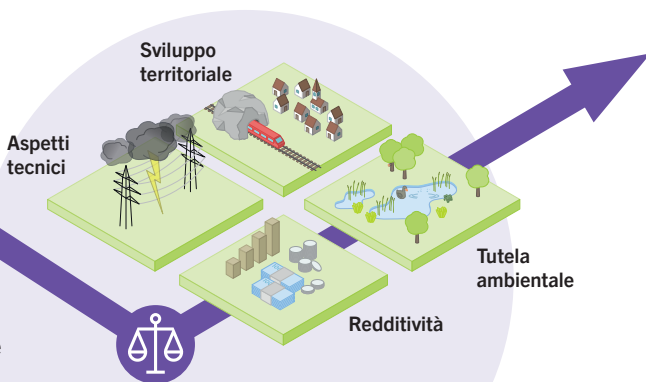 Sviluppo
territoriale
Aspetti
tecnici
Tutela
ambientale
Redditività